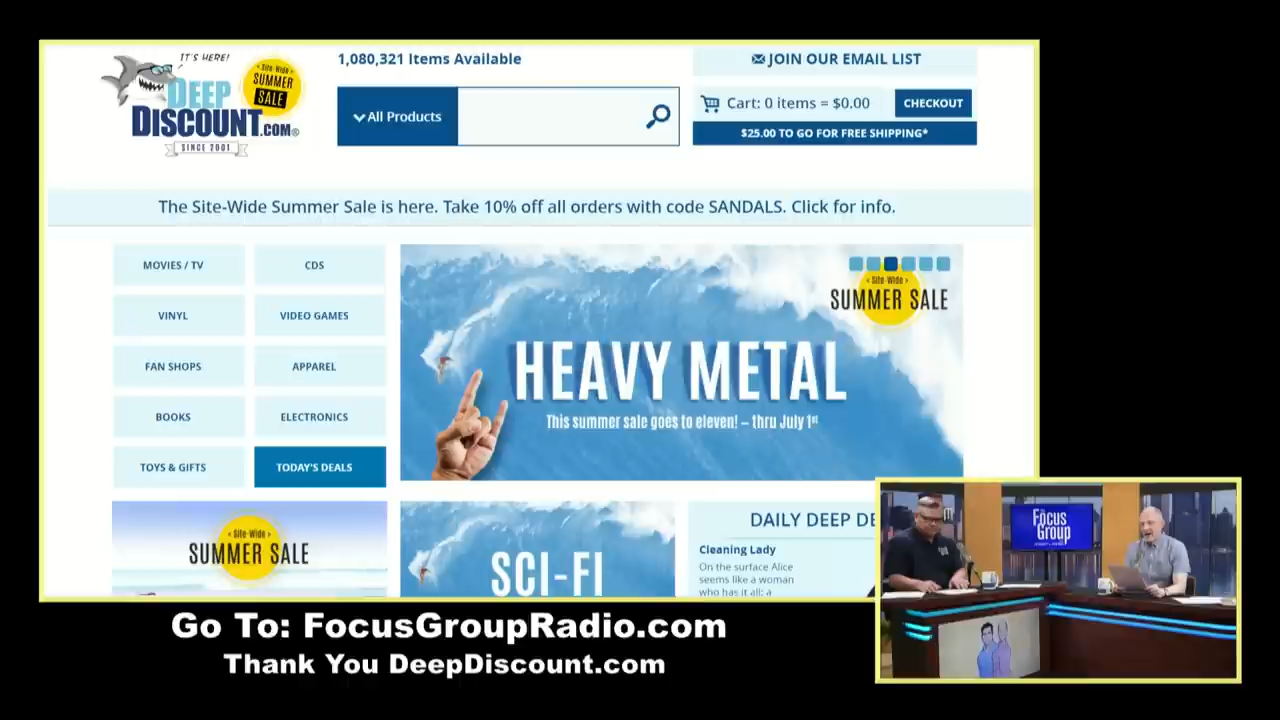 IT'S HERE!
Site-Wide
SUMMER
SALE
DEEP
DISCOUNT.COM®
SINCE 2001
1,080,321 Items Available
All Products
JOIN OUR EMAIL LIST
Cart: 0 items = $0.00
CHECKOUT
$25.00 TO GO FOR FREE SHIPPING*
The Site-Wide Summer Sale is here. Take 10% off all orders with code SANDALS. Click for info.
MOVIES / TV
CDS
VINYL
VIDEO GAMES
FAN SHOPS
APPAREL
BOOKS
ELECTRONICS
TOYS & GIFTS
TODAY'S DEALS
Site-Wide
SUMMER SALE
HEAVY METAL
This summer sale goes to eleven! – thru July 1st
Site-Wide
SUMMER SALE
SCI-FI
DAILY DEEP DE
Cleaning Lady
On the surface Alice
seems like a woman
who has it all: a
The
Focus
Group
Go To: FocusGroupRadio.com
Thank You DeepDiscount.com